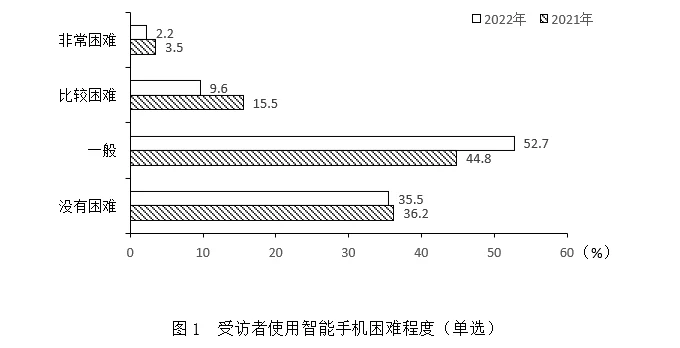 2022年 2021年
非常困难 2.2
3.5
比较困难 9.6
15.5
一般 52.7
44.8
没有困难 35.5
36.2
0 10 20 30 40 50 60 （%）
图 1 受访者使用智能手机困难程度（单选）